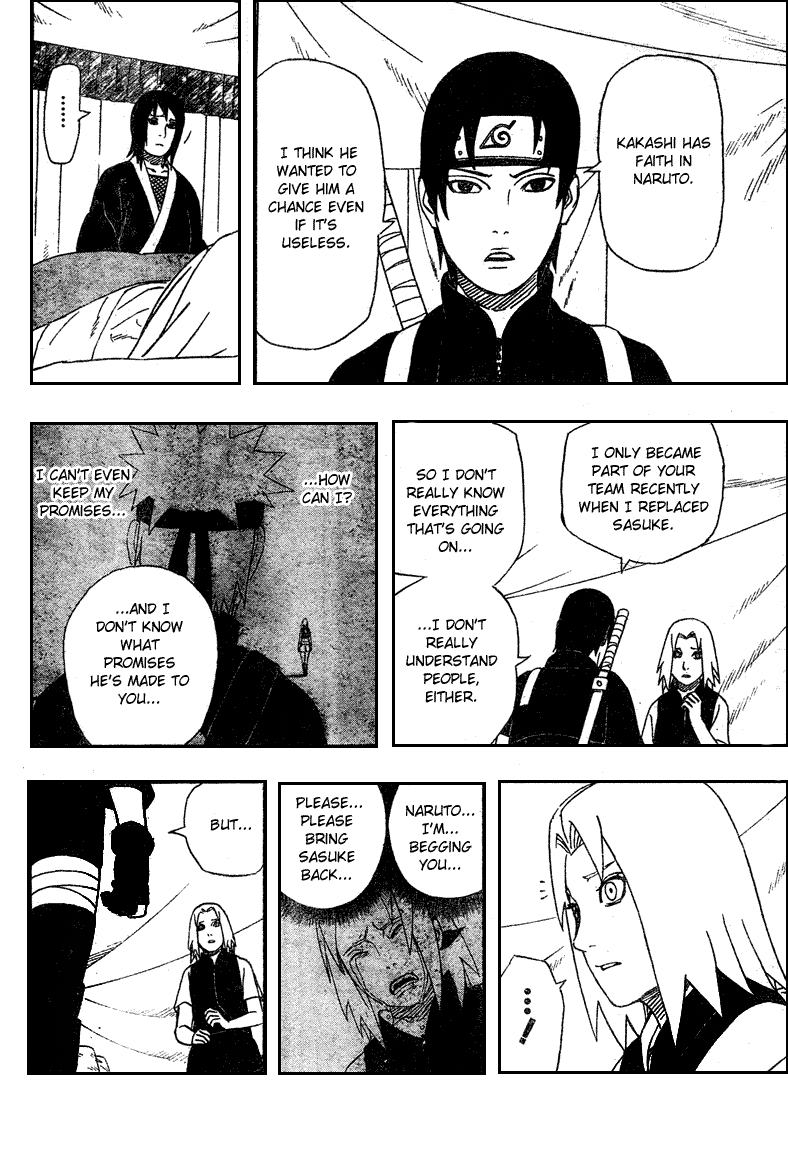 KAKASHI HAS
FAITH IN
NARUTO.
I THINK HE
WANTED TO
GIVE HIM A
CHANCE EVEN
IF IT'S
USELESS.
......
I ONLY BECAME
PART OF YOUR
TEAM RECENTLY
WHEN I REPLACED
SASUKE.
SO I DON'T
REALLY KNOW
EVERYTHING
THAT'S GOING
ON...
...I DON'T
REALLY
UNDERSTAND
PEOPLE,
EITHER.
...HOW
CAN I?
I CAN'T EVEN
KEEP MY
PROMISES...
...AND I
DON'T KNOW
WHAT
PROMISES
HE'S MADE TO
YOU...
...!
NARUTO...
I'M...
BEGGING
YOU...
PLEASE...
PLEASE
BRING
SASUKE
BACK...
BUT...